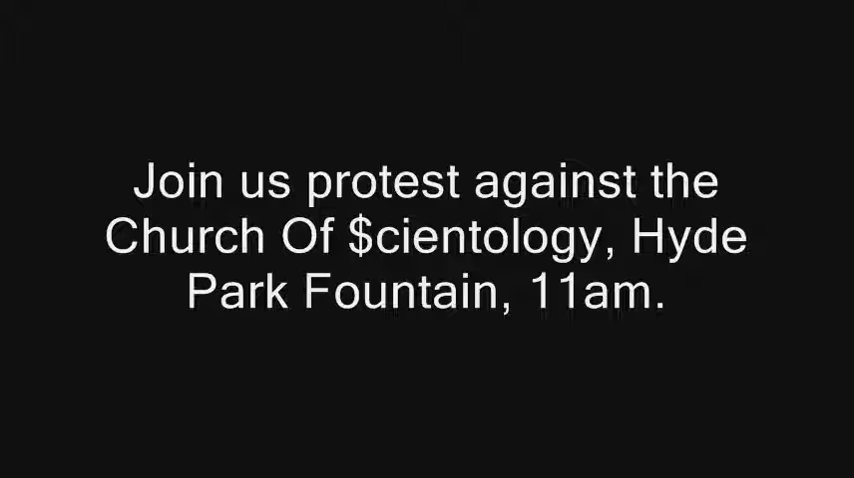 Join us protest against the
Church Of $cientology, Hyde
Park Fountain, 11am.